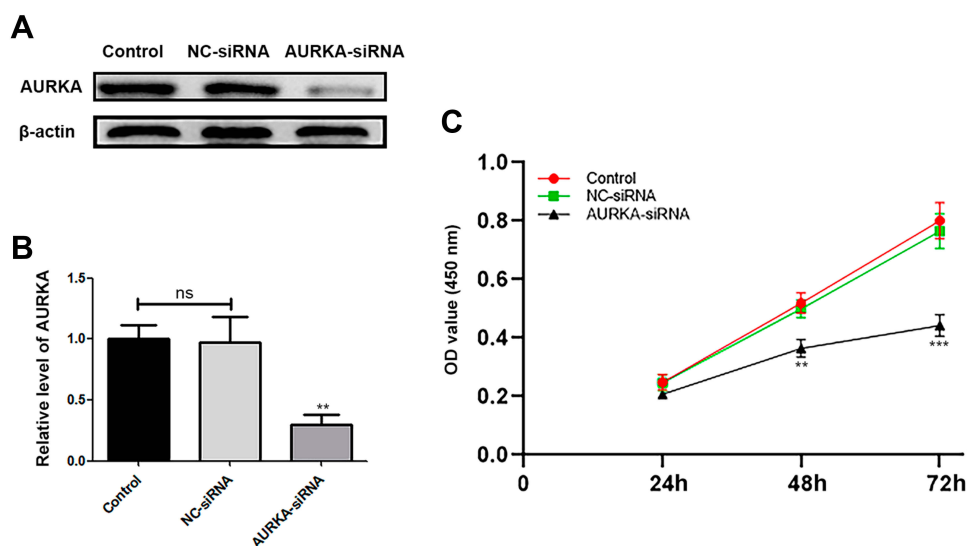 A
Control NC-siRNA AURKA-siRNA
AURKA
β-actin
B
Relative level of AURKA
1.5
1.0
0.5
0.0
ns
**
Control
NC-siRNA
AURKA-siRNA
C
OD value (450 nm)
1.0
0.8
0.6
0.4
0.2
0.0
Control
NC-siRNA
AURKA-siRNA
**
***
0 24h 48h 72h